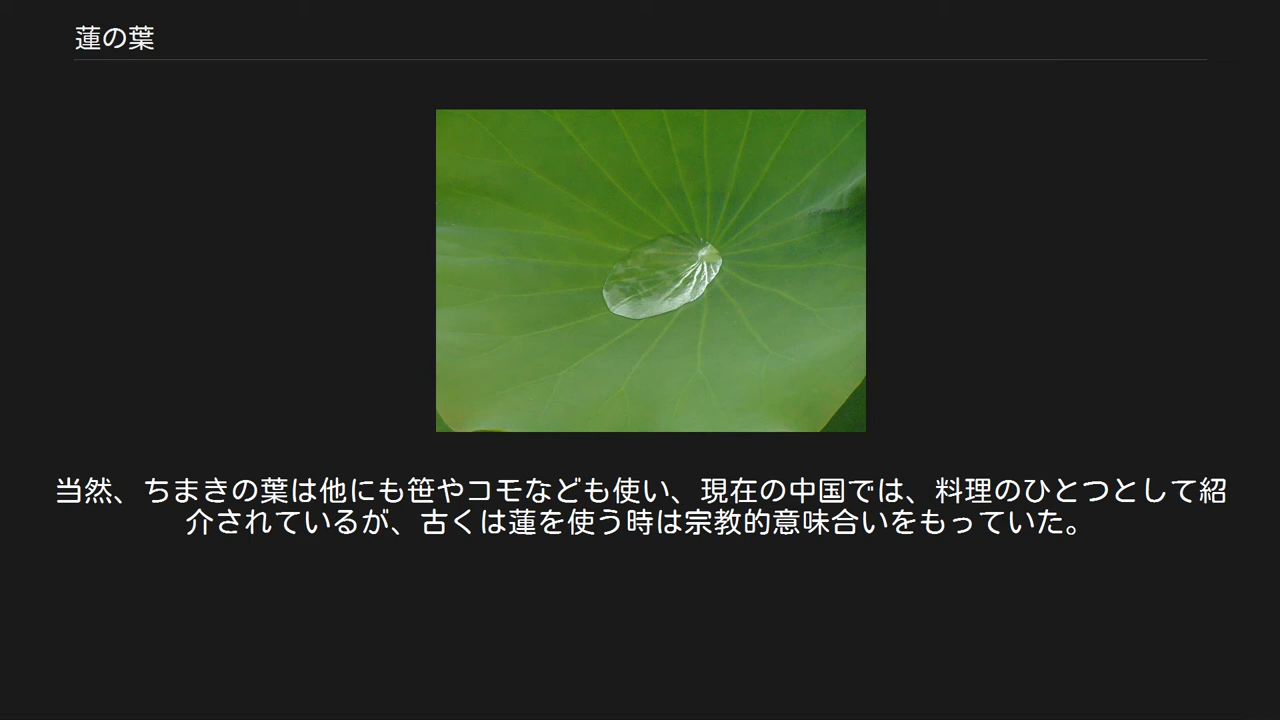 蓮の葉
当然、ちまきの葉は他にも笹やコモなども使い、現在の中国では、料理のひとつとして紹
介されているが、古くは蓮を使う時は宗教的意味合いをもっていた。